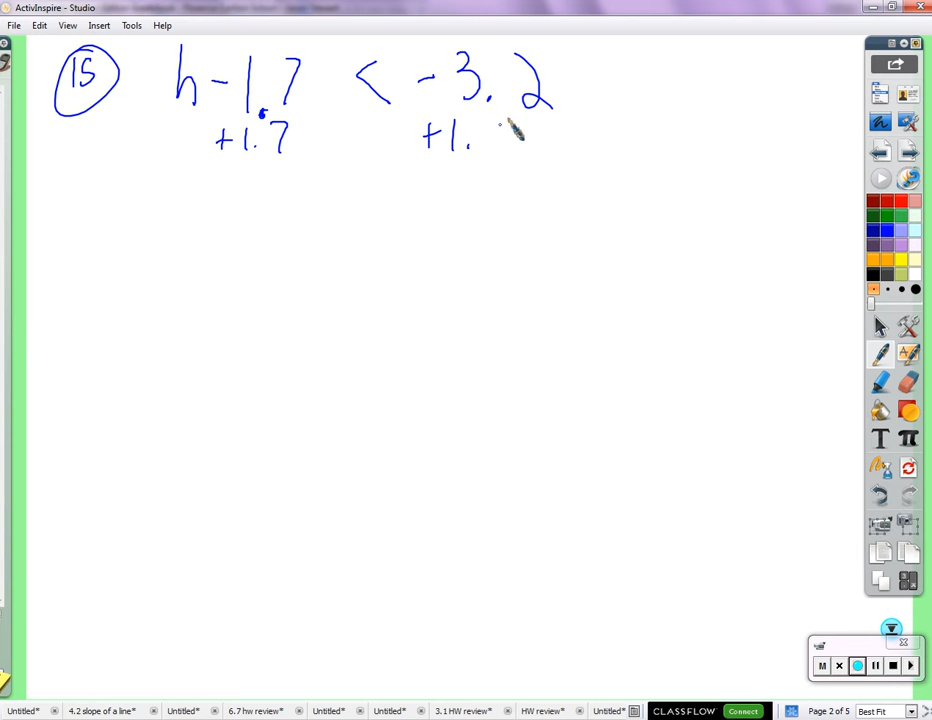 ActivInspire - Studio
File Edit View Insert Tools Help
15 h - 1.7 < -3.2
+1.7 +1.
Untitled* 4.2 slope of a line* Untitled* 6.7 hw review* Untitled* Untitled* 3.1 HW review* HW review* Untitled* CLASSFLOW Connect Page 2 of 5 Best Fit